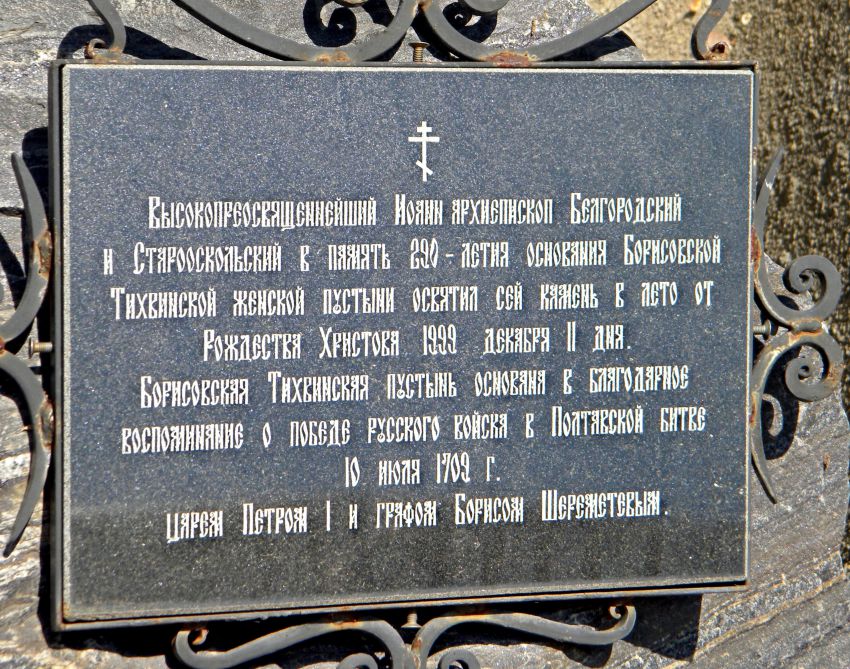 Высокопреосвященнейший Иоанн архиепископ Белгородский
и Старооскольский в память 290-летия основания Борисовской
Тихвинской женской пустыни освятил сей камень в лето от
Рождества Христова 1999 декабря 11 дня.
Борисовская Тихвинская пустынь основана в благодарное
воспоминание о победе русского войска в Полтавской битве
10 июля 1709 г.
царем Петром I и графом Борисом Шереметевым.